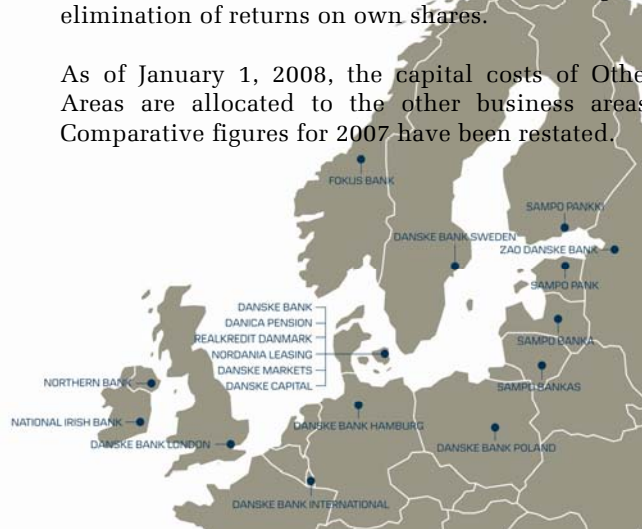 elimination of returns on own shares.
As of January 1, 2008, the capital costs of Othe
Areas are allocated to the other business areas
Comparative figures for 2007 have been restated.
FOKUS BANK
SAMPO PANKKI
DANSKE BANK SWEDEN
ZAO DANSKE BANK
SAMPO PANK
DANSKE BANK
DANICA PENSION
REALKREDIT DANMARK
NORDANIA LEASING
DANSKE MARKETS
DANSKE CAPITAL
SAMPO BANKA
SAMPO BANKAS
NORTHERN BANK
NATIONAL IRISH BANK
DANSKE BANK LONDON
DANSKE BANK HAMBURG
DANSKE BANK POLAND
DANSKE BANK INTERNATIONAL